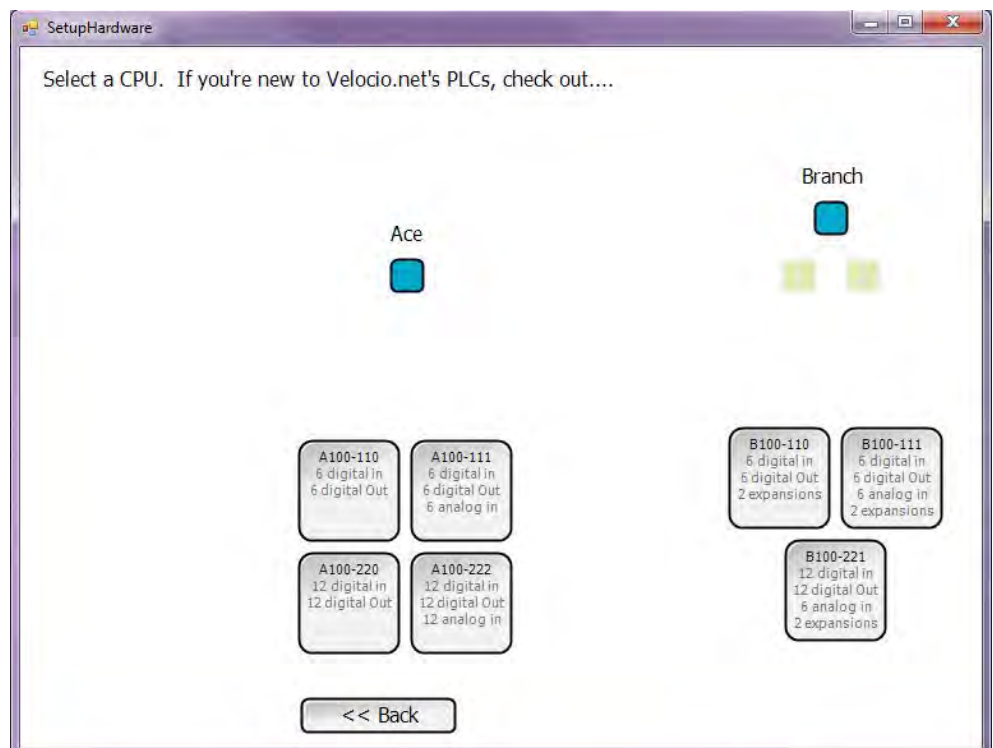 SetupHardware
Select a CPU. If you're new to Velocio.net's PLCs, check out....
Branch
Ace
A100-110
6 digital in
6 digital Out
A100-111
6 digital in
6 digital Out
6 analog in
B100-110
6 digital in
6 digital Out
2 expansions
B100-111
6 digital in
6 digital Out
6 analog in
2 expansions
A100-220
12 digital in
12 digital Out
A100-222
12 digital in
12 digital Out
12 analog in
B100-221
12 digital in
12 digital Out
6 analog in
2 expansions
<< Back